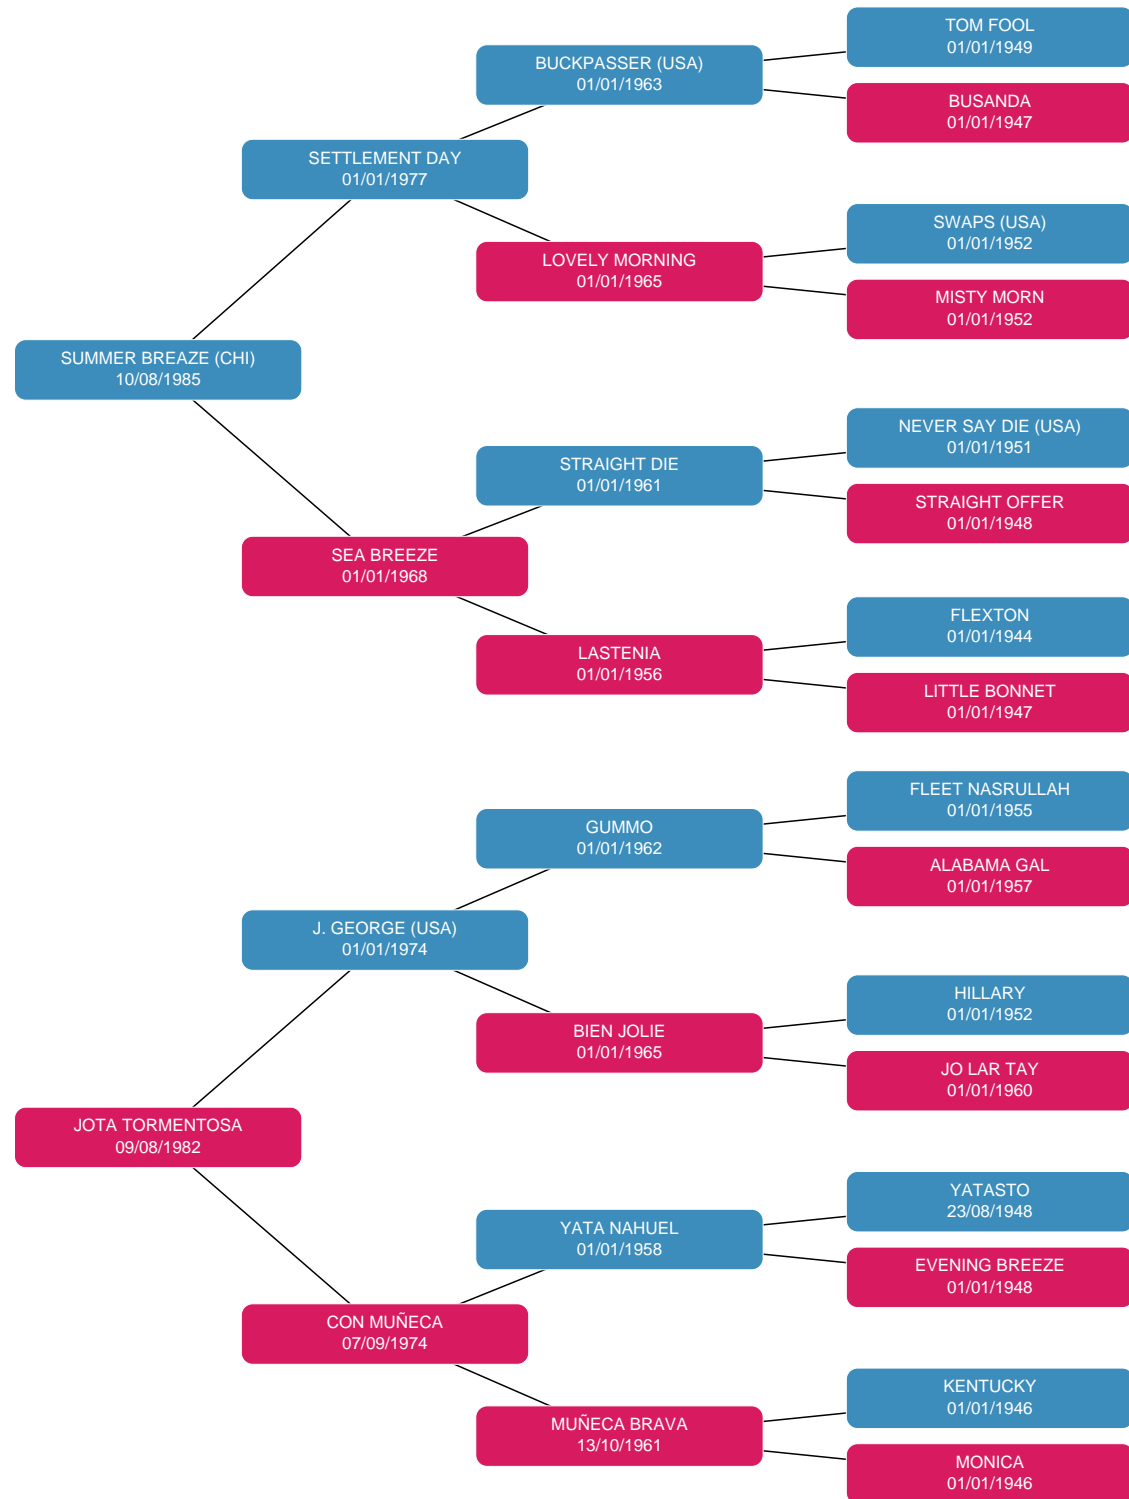 TOM FOOL
01/01/1949
BUCKPASSER (USA)
01/01/1963
BUSANDA
01/01/1947
SETTLEMENT DAY
01/01/1977
SWAPS (USA)
01/01/1952
LOVELY MORNING
01/01/1965
MISTY MORN
01/01/1952
SUMMER BREAZE (CHI)
10/08/1985
NEVER SAY DIE (USA)
01/01/1951
STRAIGHT DIE
01/01/1961
STRAIGHT OFFER
01/01/1948
SEA BREEZE
01/01/1968
FLEXTON
01/01/1944
LASTENIA
01/01/1956
LITTLE BONNET
01/01/1947
FLEET NASRULLAH
01/01/1955
GUMMO
01/01/1962
ALABAMA GAL
01/01/1957
J. GEORGE (USA)
01/01/1974
HILLARY
01/01/1952
BIEN JOLIE
01/01/1965
JO LAR TAY
01/01/1960
JOTA TORMENTOSA
09/08/1982
YATASTO
23/08/1948
YATA NAHUEL
01/01/1958
EVENING BREEZE
01/01/1948
CON MUÑECA
07/09/1974
KENTUCKY
01/01/1946
MUÑECA BRAVA
13/10/1961
MONICA
01/01/1946